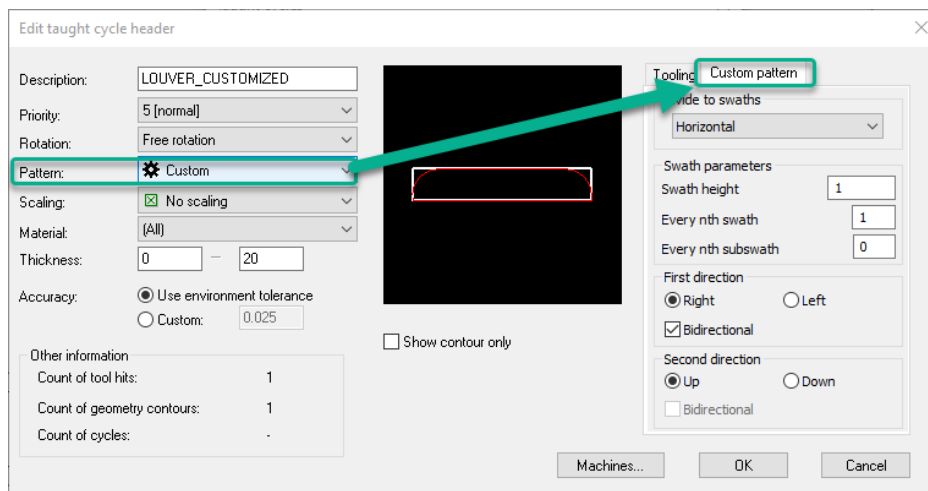 Edit taught cycle header
Description: LOUVER_CUSTOMIZED
Priority: 5 [normal]
Rotation: Free rotation
Pattern: Custom
Scaling: No scaling
Material: (All)
Thickness: 0 — 20
Accuracy: Use environment tolerance
Custom: 0.025
Other information
Count of tool hits: 1
Count of geometry contours: 1
Count of cycles: -
Show contour only
Tooling Custom pattern
to swaths
Horizontal
Swath parameters
Swath height 1
Every nth swath 1
Every nth subswath 0
First direction
Right Left
Bidirectional
Second direction
Up Down
Bidirectional
Machines... OK Cancel